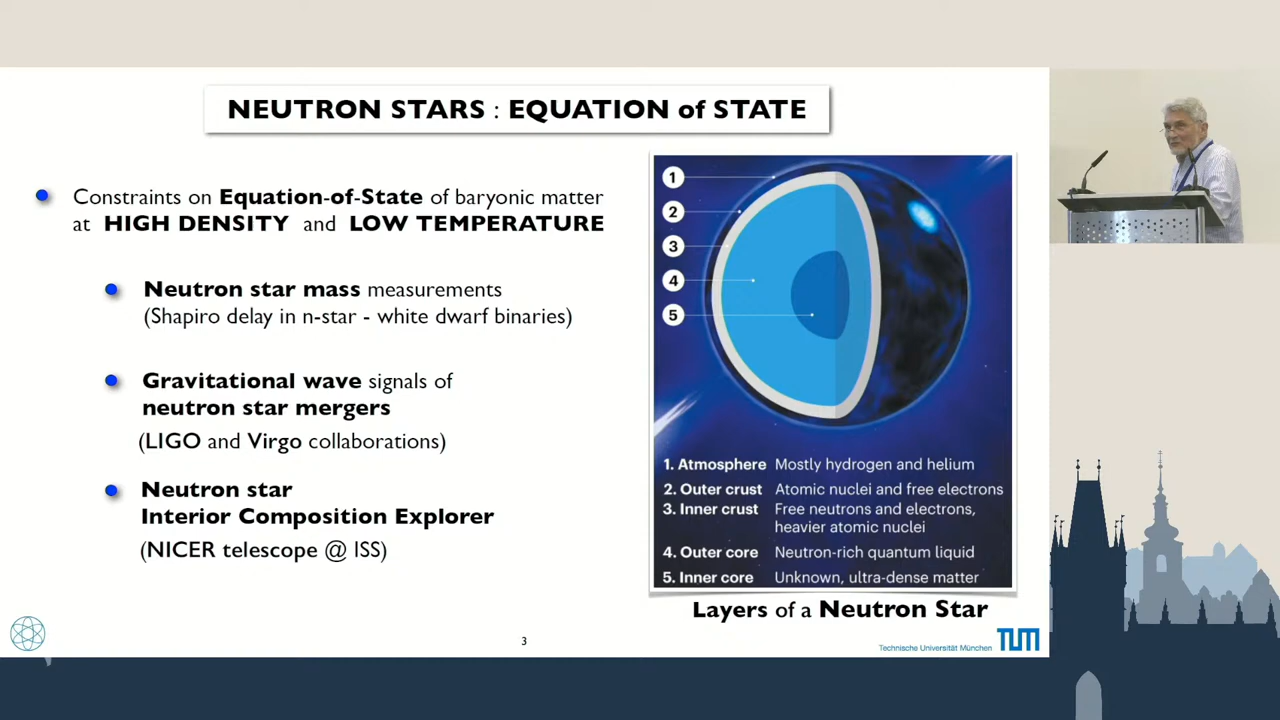 NEUTRON STARS : EQUATION of STATE
Constraints on Equation-of-State of baryonic matter
at HIGH DENSITY and LOW TEMPERATURE
Neutron star mass measurements
(Shapiro delay in n-star - white dwarf binaries)
Gravitational wave signals of
neutron star mergers
(LIGO and Virgo collaborations)
Neutron star
Interior Composition Explorer
(NICER telescope @ ISS)
1
2
3
4
5
1. Atmosphere Mostly hydrogen and helium
2. Outer crust Atomic nuclei and free electrons
3. Inner crust Free neutrons and electrons,
heavier atomic nuclei
4. Outer core Neutron-rich quantum liquid
5. Inner core Unknown, ultra-dense matter
Layers of a Neutron Star
3
Technische Universität München
TUM